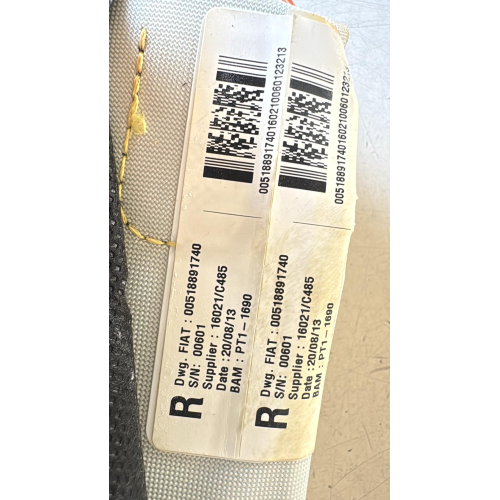 00518891740160210060123213
R
Dwg. FIAT : 00518891740
S/N: 00601
Supplier : 16021/C485
Date : 20/08/13
BAM : PT1-1690
00518891740160210060123213
R
Dwg. FIAT : 00518891740
S/N: 00601
Supplier : 16021/C485
Date : 20/08/13
BAM : PT1-1690